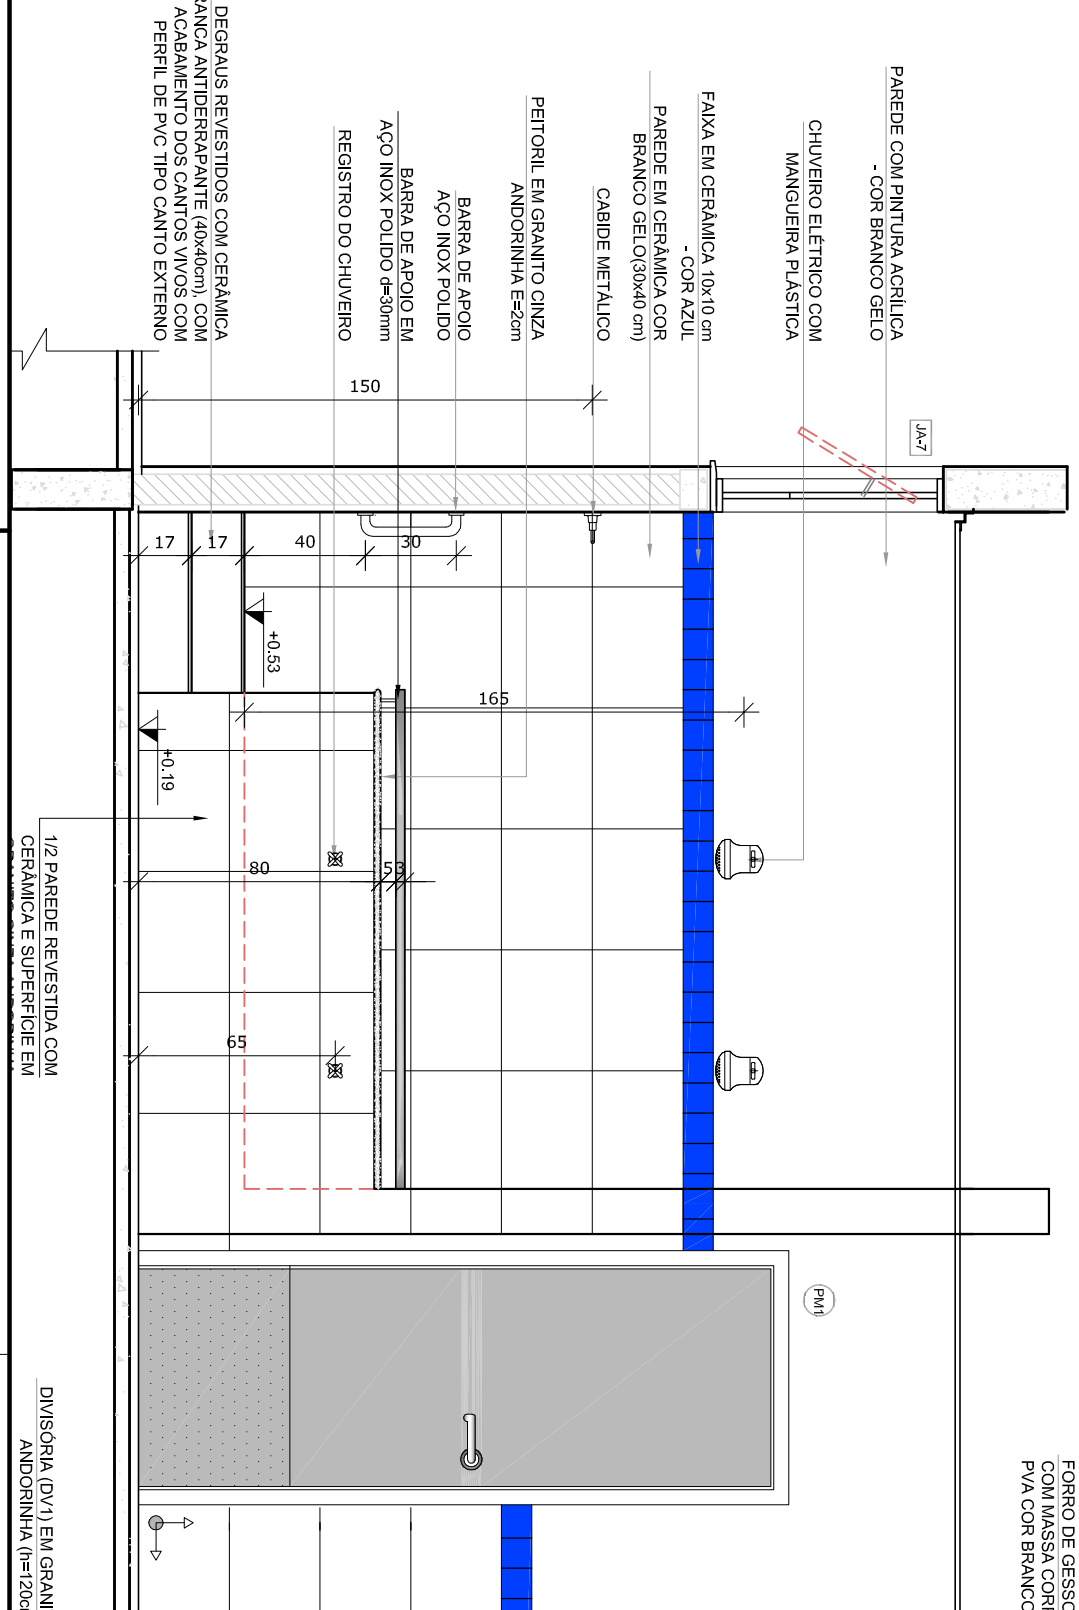 PAREDE COM PINTURA ACRÍLICA
- COR BRANCO GELO
CHUVEIRO ELÉTRICO COM
MANGUEIRA PLÁSTICA
FAIXA EM CERÂMICA 10x10 cm
- COR AZUL
PAREDE EM CERÂMICA COR
BRANCO GELO(30x40 cm)
CABIDE METÁLICO
PEITORIL EM GRANITO CINZA
ANDORINHA E=2cm
BARRA DE APOIO
AÇO INOX POLIDO
BARRA DE APOIO EM
AÇO INOX POLIDO d=30mm
REGISTRO DO CHUVEIRO
DEGRAUS REVESTIDOS COM CERÂMICA
ANTIDERRAPANTE (40x40cm), COM
ACABAMENTO DOS CANTOS VIVOS COM
PERFIL DE PVC TIPO CANTO EXTERNO
JA-7
150
17
17
40
30
+0.53
165
+0.19
80
5
3
65
1/2 PAREDE REVESTIDA COM
CERÂMICA E SUPERFÍCIE EM
PM1
FORRO DE GESSO
COM MASSA
PVA COR BRANCO
DIVISÓRIA (DV1) EM
ANDORINHA (h=120cm